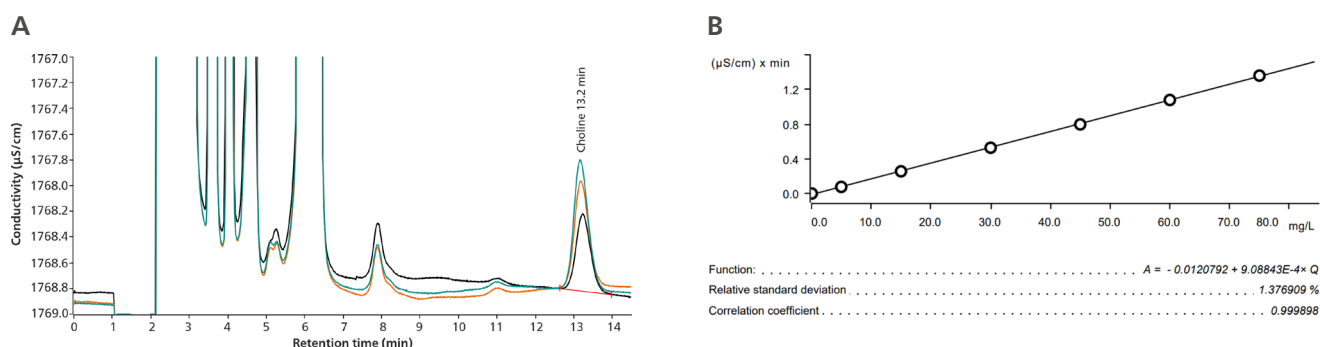 A
Conductivity (µS/cm)
1767.0
1767.2
1767.4
1767.6
1767.8
1768.0
1768.2
1768.4
1768.6
1768.8
1769.0
Choline 13.2 min
0 1 2 3 4 5 6 7 8 9 10 11 12 13 14
Retention time (min)
B
(µS/cm) x min
1.2
0.8
0.4
0.0
0.0 10.0 20.0 30.0 40.0 50.0 60.0 70.0 80.0 mg/L
Function: A = - 0.0120792 + 9.08843E-4× Q
Relative standard deviation 1.376909 %
Correlation coefficient 0.999898